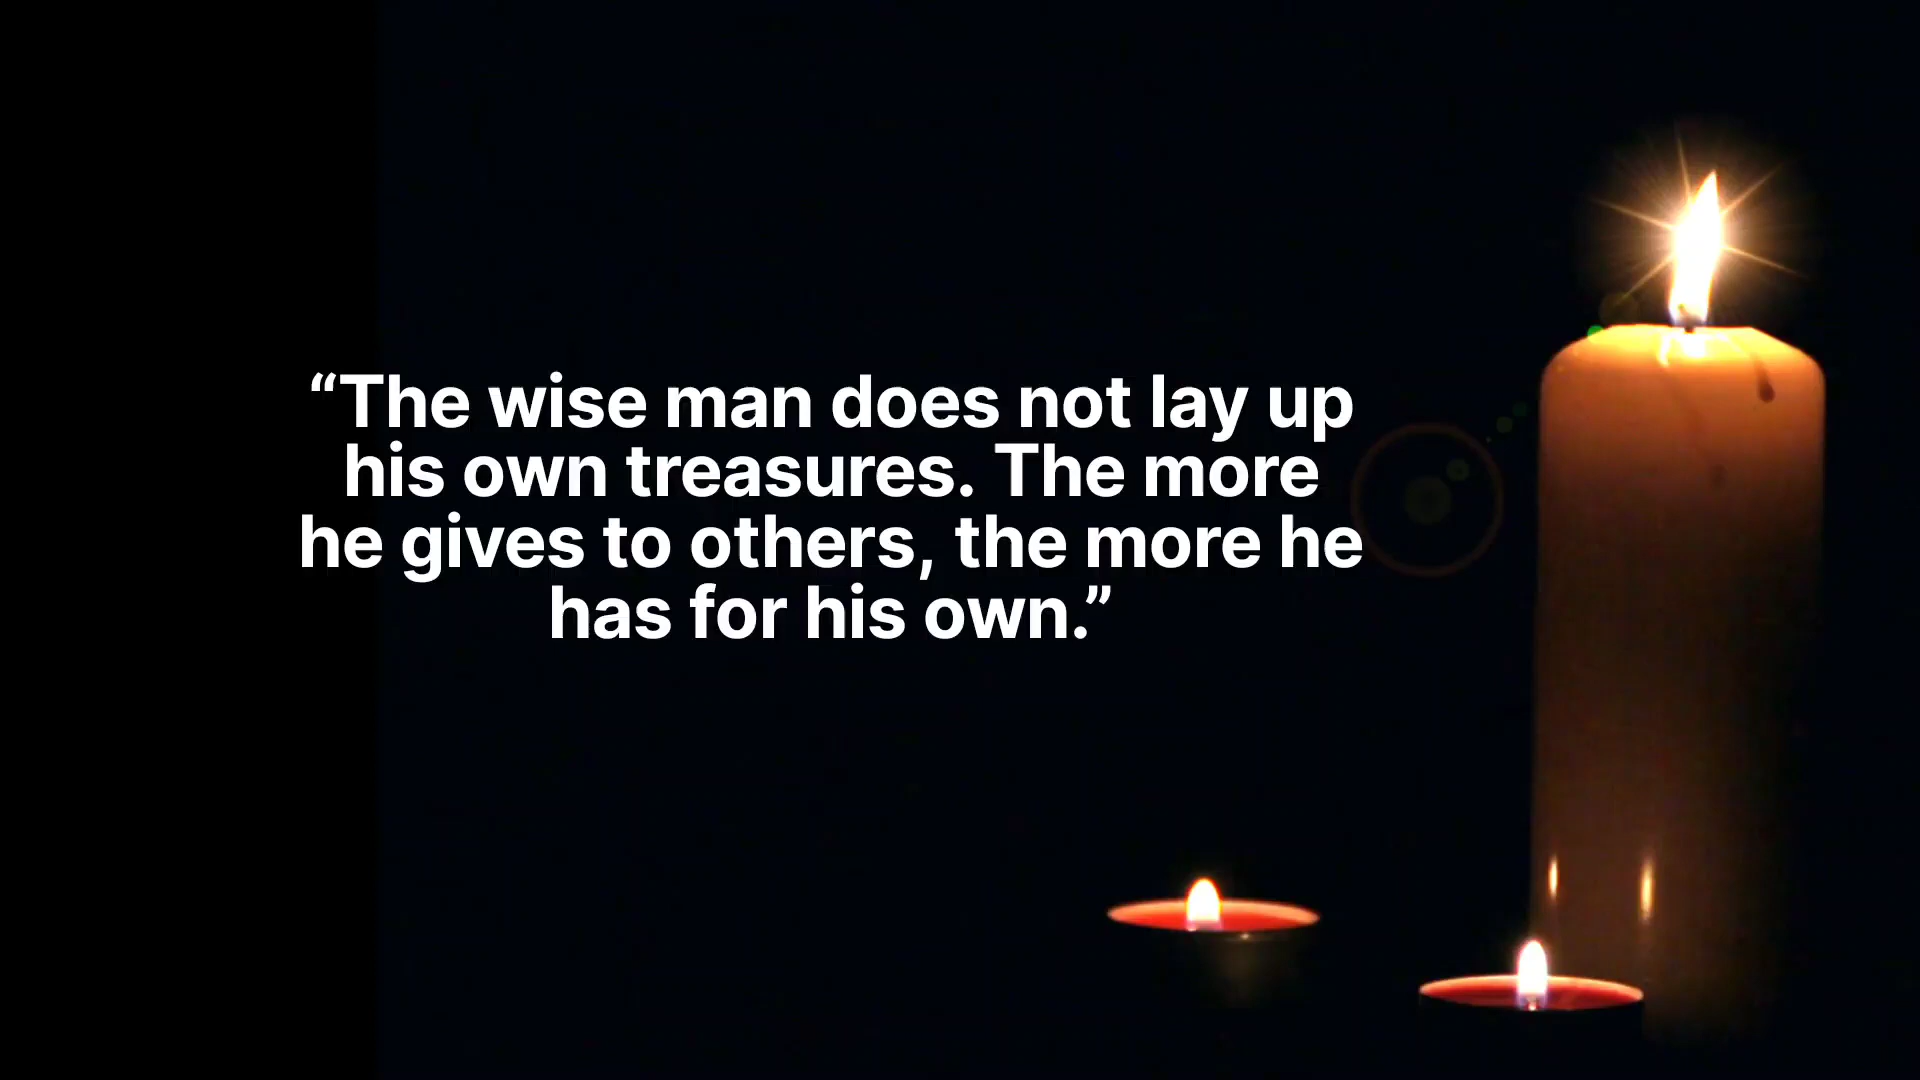 “The wise man does not lay up
his own treasures. The more
he gives to others, the more he
has for his own.”